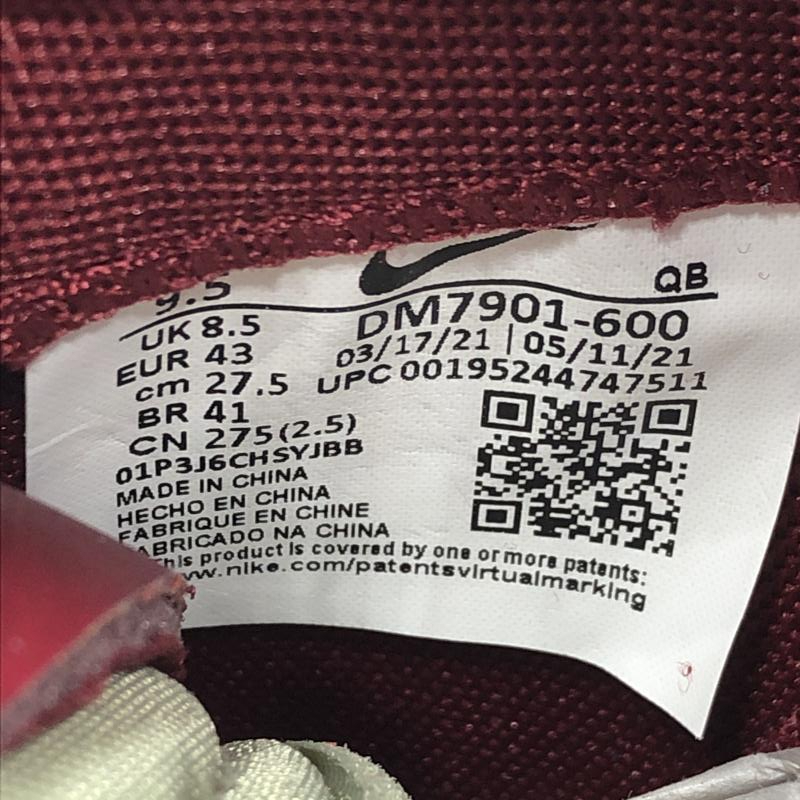 QB
9.5
UK 8.5
EUR 43
cm 27.5
BR 41
CN 275(2.5)
DM7901-600
03/17/21 | 05/11/21
UPC 00195244747511
01P3J6CHSYJBB
MADE IN CHINA
HECHO EN CHINA
FABRIQUE EN CHINE
FABRICADO NA CHINA
This product is covered by one or more patents:
www.nike.com/patentsvirtualmarking